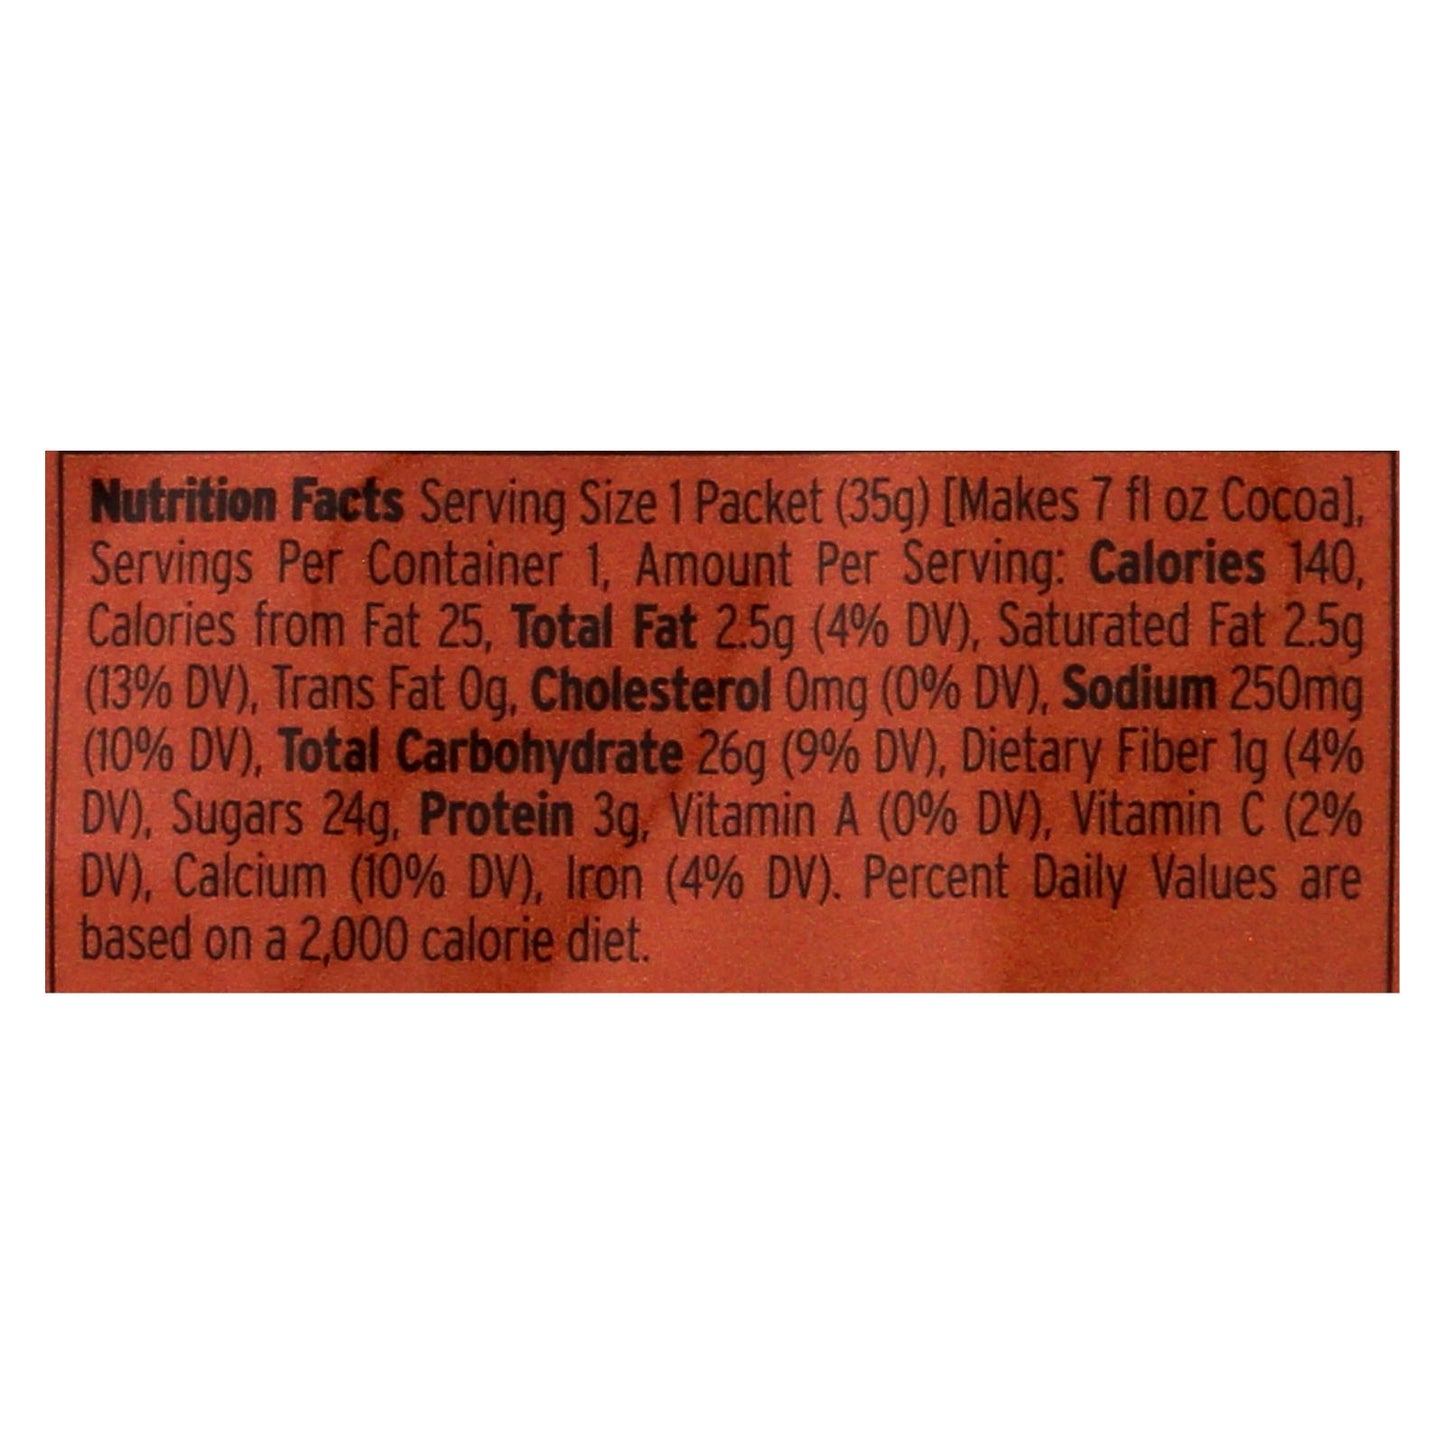 Nutrition Facts Serving Size 1 Packet (35g) [Makes 7 fl oz Cocoa],
Servings Per Container 1, Amount Per Serving: Calories 140,
Calories from Fat 25, Total Fat 2.5g (4% DV), Saturated Fat 2.5g
(13% DV), Trans Fat 0g, Cholesterol 0mg (0% DV), Sodium 250mg
(10% DV), Total Carbohydrate 26g (9% DV), Dietary Fiber 1g (4%
DV), Sugars 24g, Protein 3g, Vitamin A (0% DV), Vitamin C (2%
DV), Calcium (10% DV), Iron (4% DV). Percent Daily Values are
based on a 2,000 calorie diet.